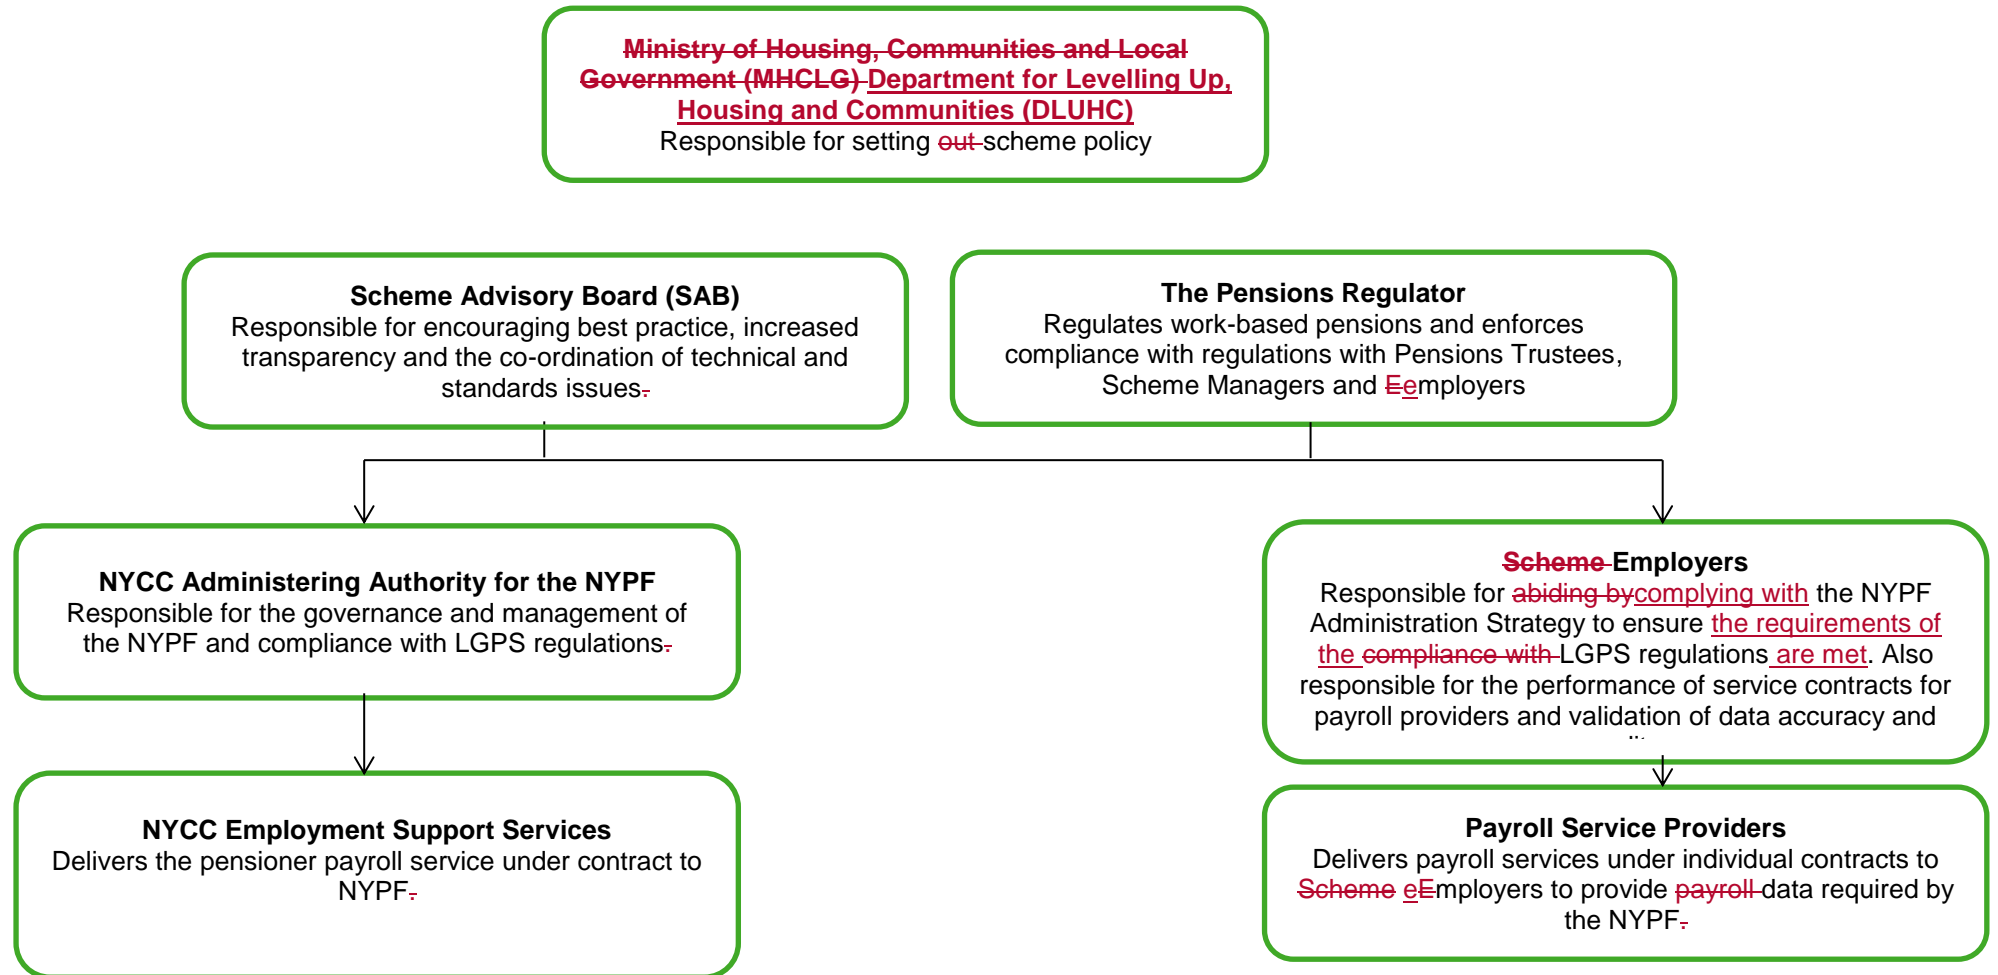 Ministry of Housing, Communities and Local
Government (MHCLG) Department for Levelling Up,
Housing and Communities (DLUHC)
Responsible for setting out scheme policy
Scheme Advisory Board (SAB)
Responsible for encouraging best practice, increased
transparency and the co-ordination of technical and
standards issues.
The Pensions Regulator
Regulates work-based pensions and enforces
compliance with regulations with Pensions Trustees,
Scheme Managers and Eemployers
NYCC Administering Authority for the NYPF
Responsible for the governance and management of
the NYPF and compliance with LGPS regulations.
Scheme Employers
Responsible for abiding bycomplying with the NYPF
Administration Strategy to ensure the requirements of
the compliance with LGPS regulations are met. Also
responsible for the performance of service contracts for
payroll providers and validation of data accuracy and
NYCC Employment Support Services
Delivers the pensioner payroll service under contract to
NYPF.
Payroll Service Providers
Delivers payroll services under individual contracts to
Scheme eEmployers to provide payroll data required by
the NYPF.